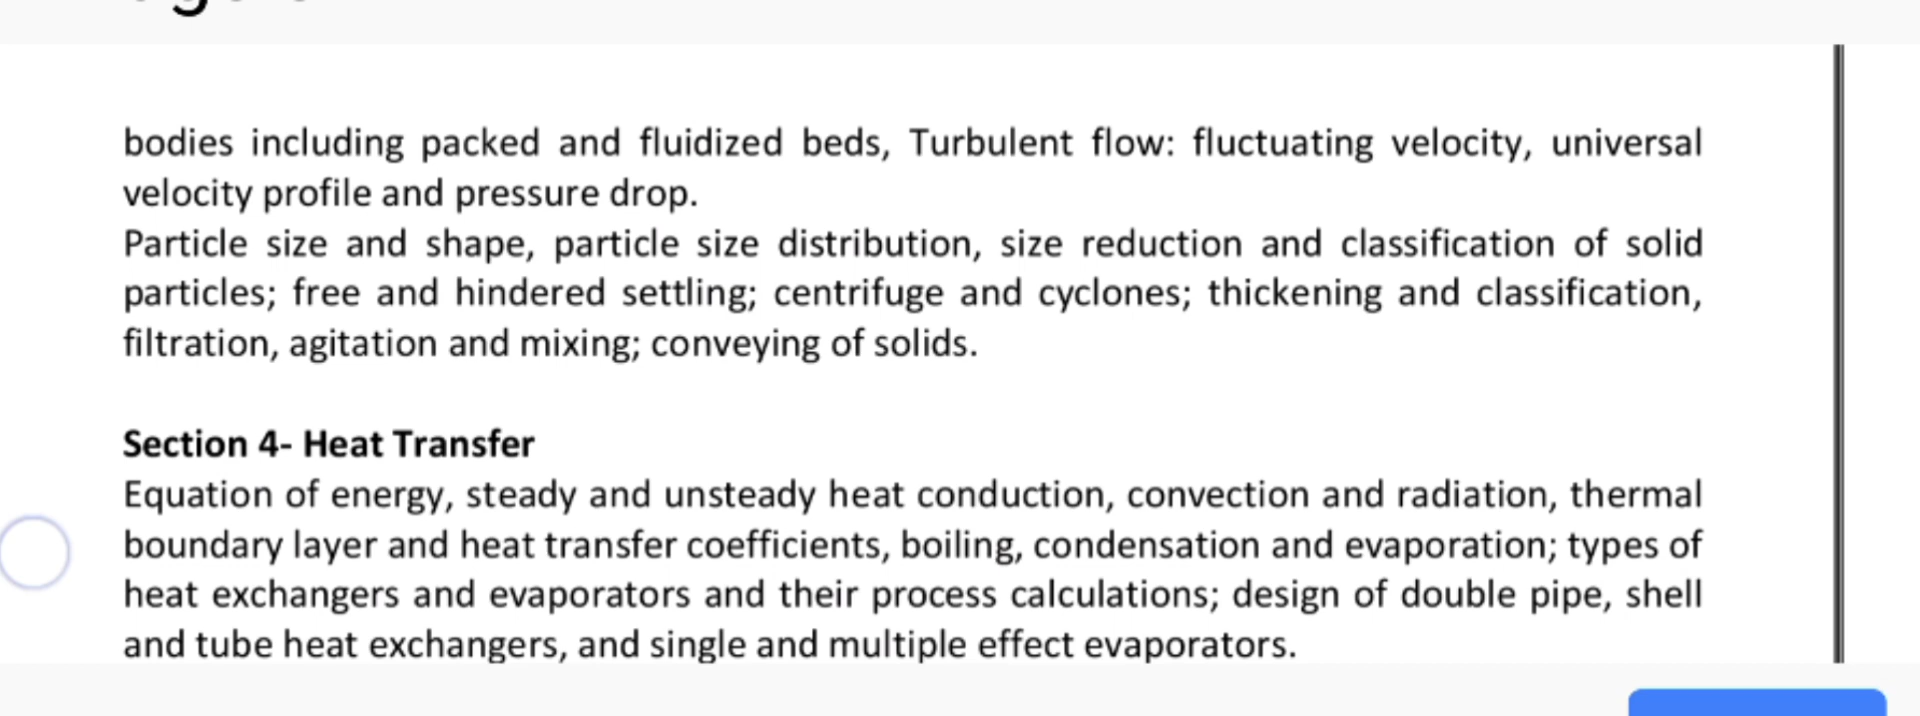 bodies including packed and fluidized beds, Turbulent flow: fluctuating velocity, universal
velocity profile and pressure drop.
Particle size and shape, particle size distribution, size reduction and classification of solid
particles; free and hindered settling; centrifuge and cyclones; thickening and classification,
filtration, agitation and mixing; conveying of solids.
Section 4- Heat Transfer
Equation of energy, steady and unsteady heat conduction, convection and radiation, thermal
boundary layer and heat transfer coefficients, boiling, condensation and evaporation; types of
heat exchangers and evaporators and their process calculations; design of double pipe, shell
and tube heat exchangers, and single and multiple effect evaporators.